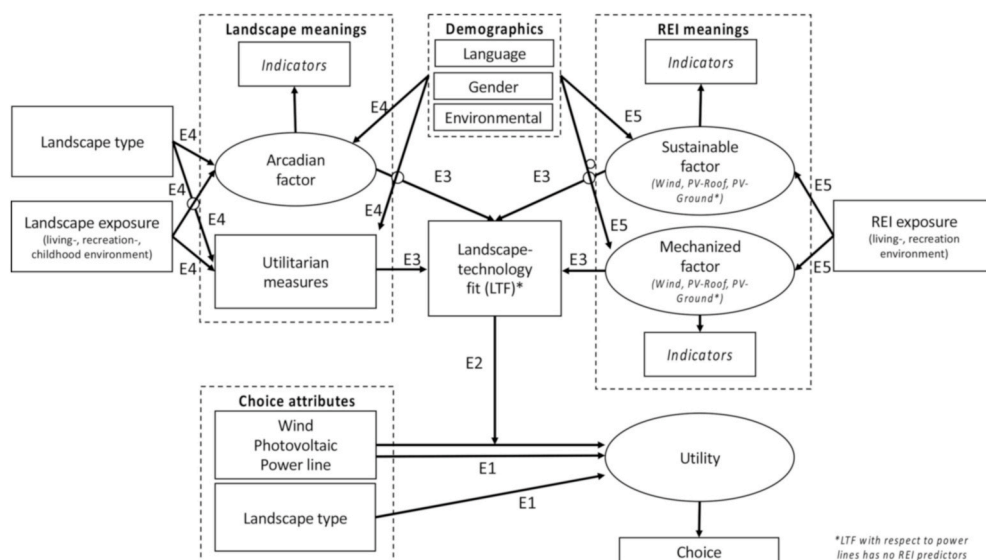 Landscape meanings
Demographics
REI meanings
Indicators
Language
Gender
Environmental
Indicators
E4
E5
Landscape type
E4
Arcadian
factor
E3
E3
Sustainable
factor
(Wind, PV-Roof, PV-
Ground*)
E4
E4
E4
E5
E5
Landscape exposure
(living-, recreation-,
childhood environment)
E4
Utilitarian
measures
E3
Landscape-
technology
fit (LTF)*
E3
Mechanized
factor
(Wind, PV-Roof, PV-
Ground*)
E5
REI exposure
(living-, recreation
environment)
Indicators
E2
Choice attributes
Wind
Photovoltaic
Power line
E1
Utility
Landscape type
E1
Choice
*LTF with respect to power
lines has no REI predictors